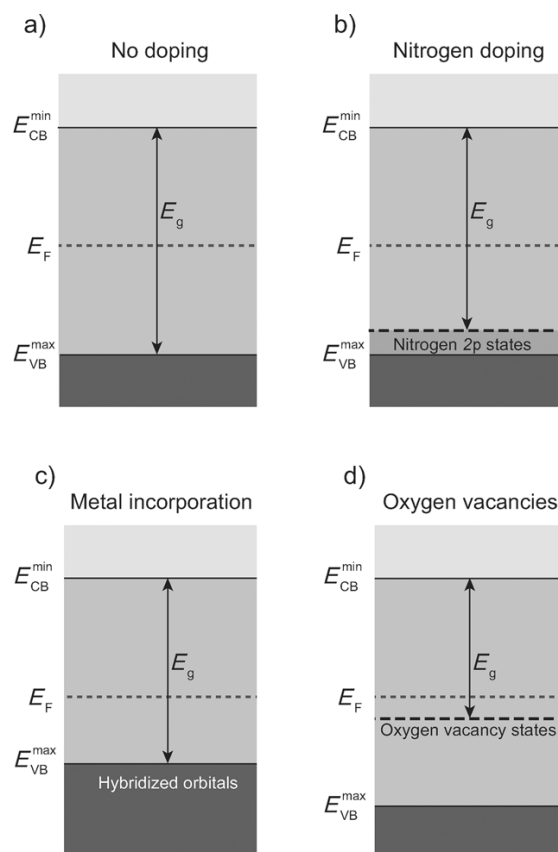 a)
No doping
E_CB^min
E_g
E_F
E_VB^max
b)
Nitrogen doping
E_CB^min
E_g
E_F
Nitrogen 2p states
E_VB^max
c)
Metal incorporation
E_CB^min
E_g
E_F
E_VB^max
Hybridized orbitals
d)
Oxygen vacancies
E_CB^min
E_g
E_F
Oxygen vacancy states
E_VB^max